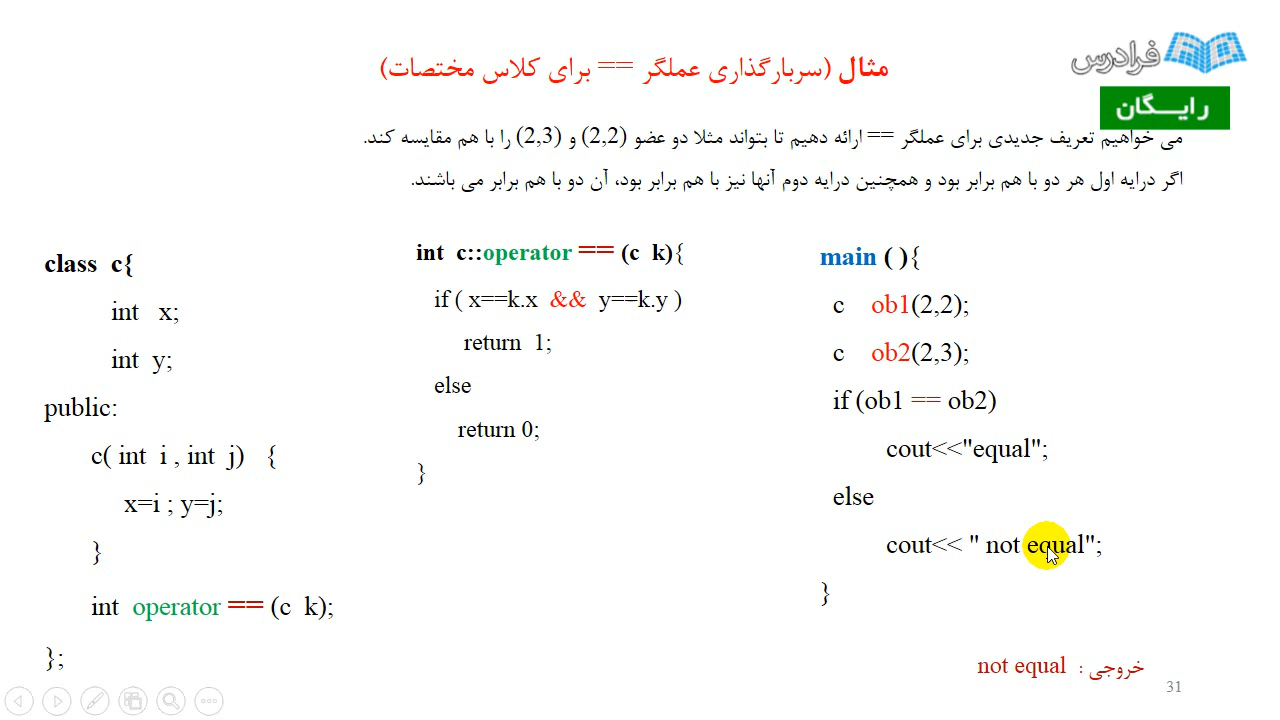 فرادرس
رایـــگان
مثال (سربارگذاری عملگر == برای کلاس مختصات)
می خواهیم تعریف جدیدی برای عملگر == ارائه دهیم تا بتواند مثلا دو عضو (2,2) و (2,3) را با هم مقایسه کند.
اگر درایه اول هر دو با هم برابر بود و همچنین درایه دوم آنها نیز با هم برابر بود، آن دو با هم برابر می باشند.
class c{
int x;
int y;
public:
c( int i , int j) {
x=i ; y=j;
}
int operator == (c k);
};
int c::operator == (c k){
if ( x==k.x && y==k.y )
return 1;
else
return 0;
}
main ( ){
c ob1(2,2);
c ob2(2,3);
if (ob1 == ob2)
cout<<"equal";
else
cout<< " not equal";
}
خروجی : not equal
31